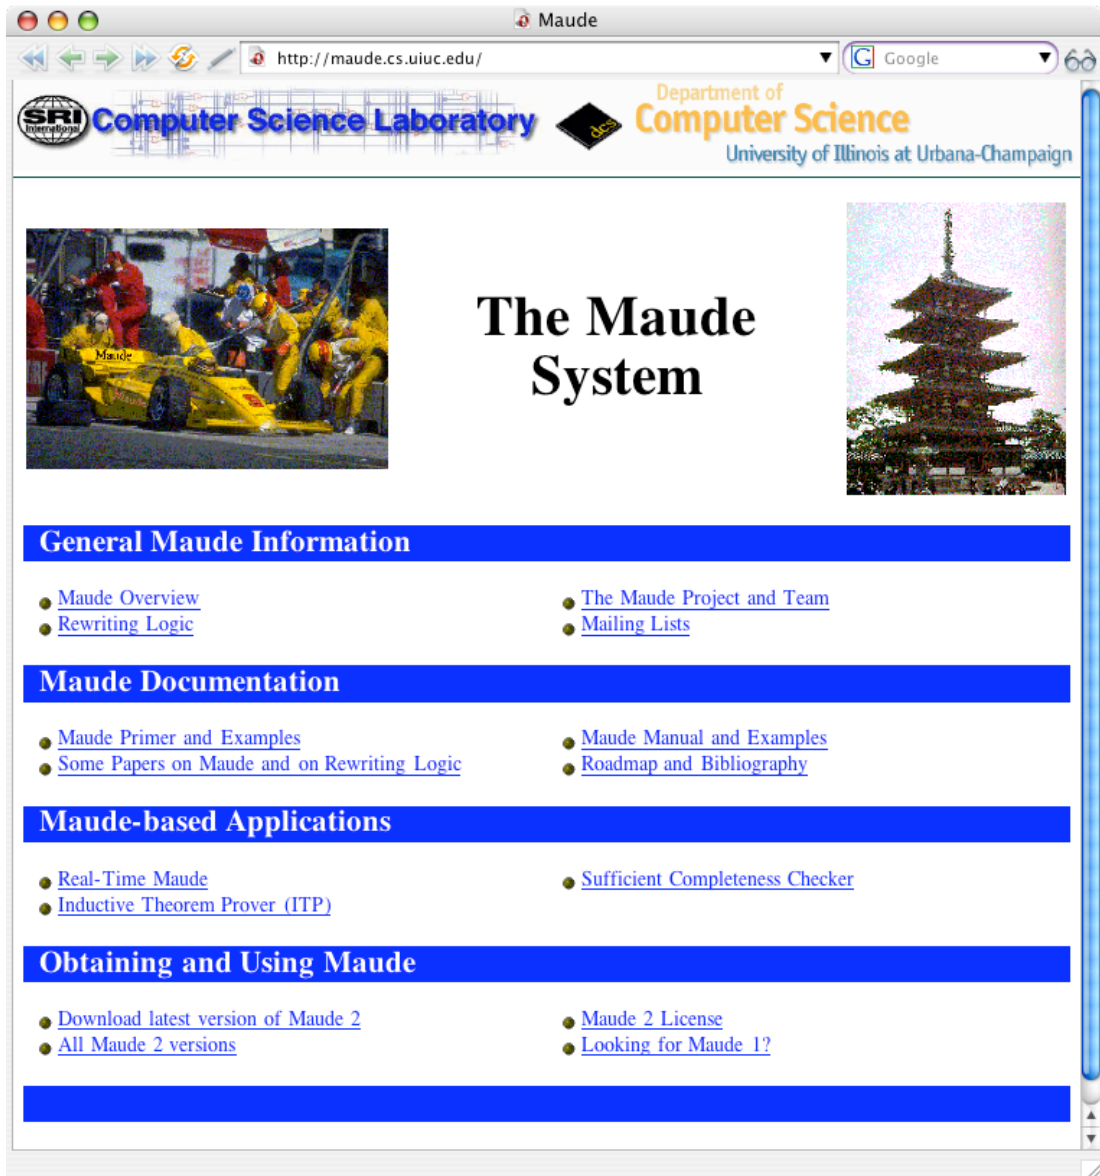 Maude
http://maude.cs.uiuc.edu/
G Google
SRI International
Computer Science Laboratory
dcs
Department of
Computer Science
University of Illinois at Urbana-Champaign
Maude
The Maude
System
General Maude Information
Maude Overview
The Maude Project and Team
Rewriting Logic
Mailing Lists
Maude Documentation
Maude Primer and Examples
Maude Manual and Examples
Some Papers on Maude and on Rewriting Logic
Roadmap and Bibliography
Maude-based Applications
Real-Time Maude
Sufficient Completeness Checker
Inductive Theorem Prover (ITP)
Obtaining and Using Maude
Download latest version of Maude 2
Maude 2 License
All Maude 2 versions
Looking for Maude 1?